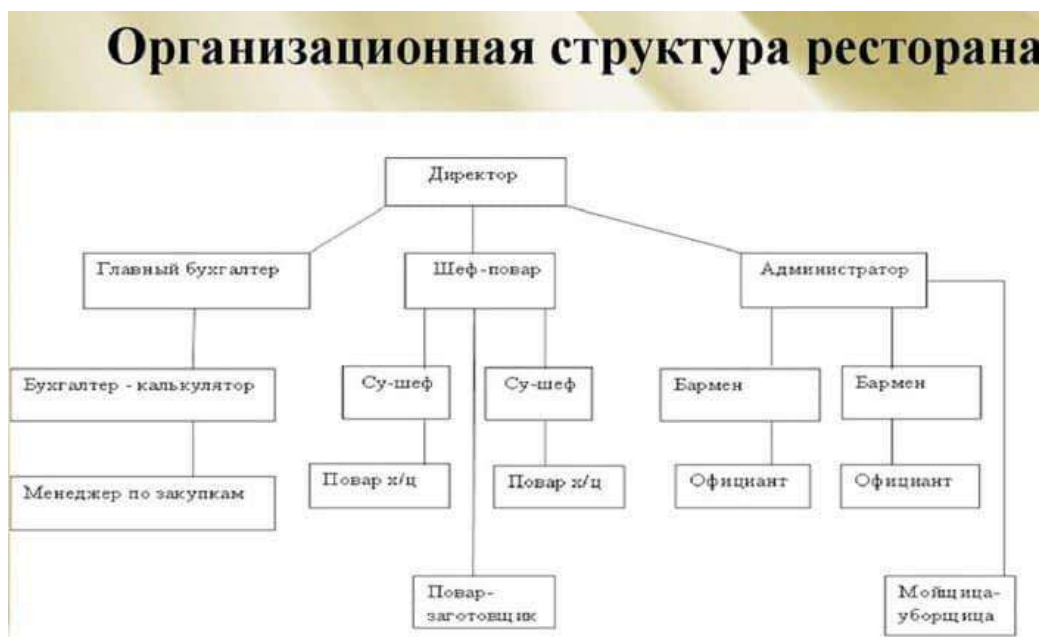 Организационная структура ресторана
Директор
Главный бухгалтер
Шеф-повар
Администратор
Бухгалтер - калькулятор
Су-шеф
Су-шеф
Бармен
Бармен
Менеджер по закупкам
Повар х/ц
Повар х/ц
Официант
Официант
Повар-
заготовщик
Мойщица-
уборщица